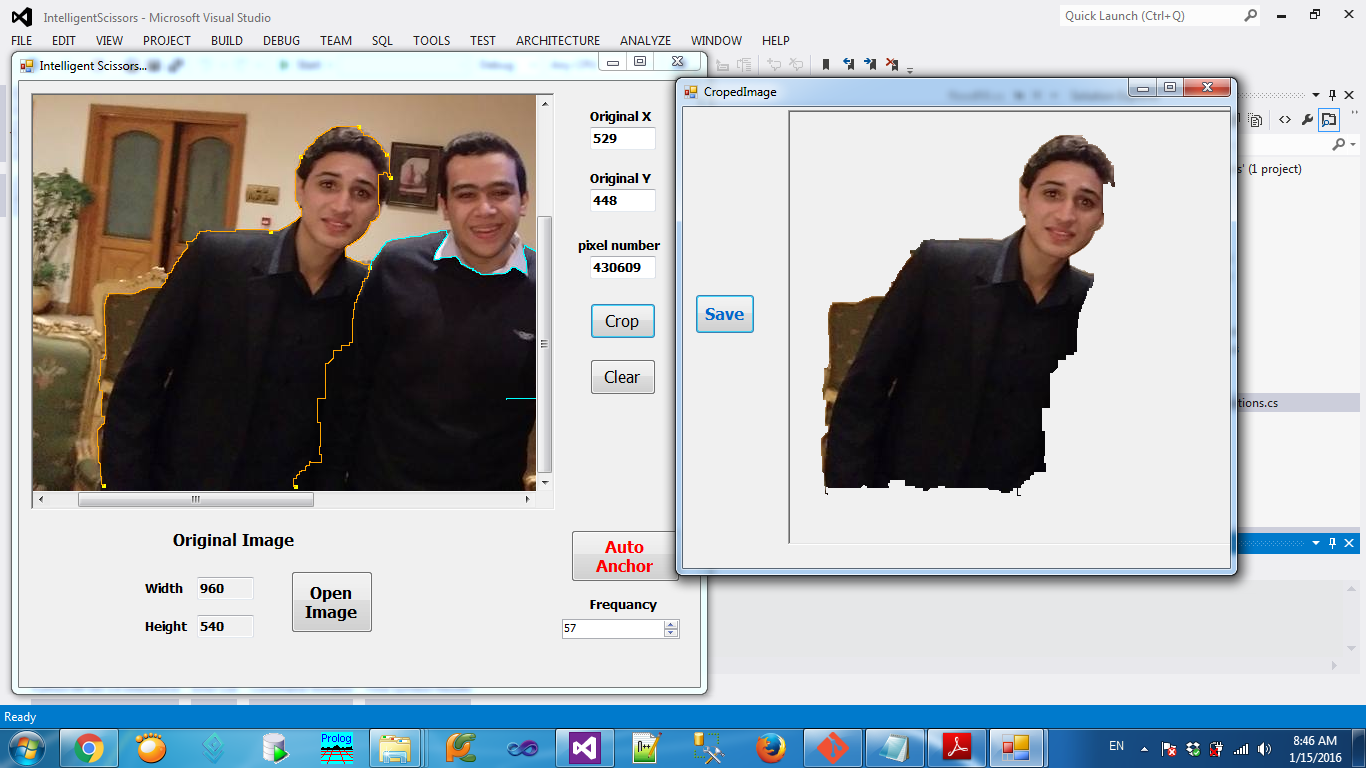 IntelligentScissors - Microsoft Visual Studio
Quick Launch (Ctrl+Q)
FILE EDIT VIEW PROJECT BUILD DEBUG TEAM SQL TOOLS TEST ARCHITECTURE ANALYZE WINDOW HELP
Intelligent Scissors...
CropedImage
Original X
529
Original Y
448
pixel number
430609
Crop
Clear
Save
s' (1 project)
tions.cs
Original Image
Width 960
Height 540
Open
Image
Auto
Anchor
Frequancy
57
Ready
Prolog
N++
EN
8:46 AM
1/15/2016